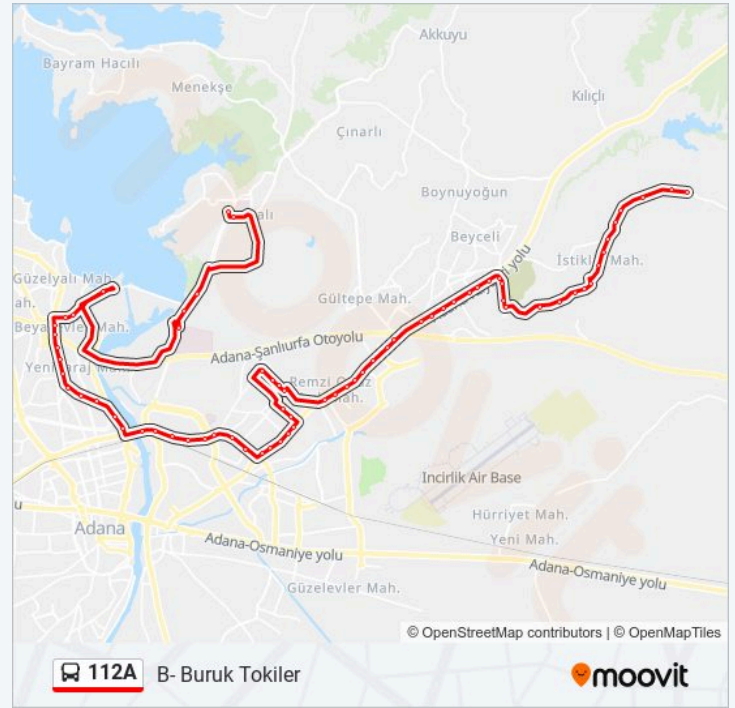 Akkuyu
Bayram Hacılı
Menekşe
Kılıçlı
Çınarlı
Boynuyoğun
Beyceli
İstiklal Mah.
yolu
Güzelyalı Mah.
Gültepe Mah.
Mah.
Adana-Şanlıurfa Otoyolu
Remzi Oğuz
Mah.
Incirlik Air Base
Hürriyet Mah.
Yeni Mah.
Adana
Adana-Osmaniye yolu
Adana-Osmaniye yolu
Güzelevler Mah.
© OpenStreetMap contributors | © OpenMapTiles
112A B- Buruk Tokiler
moovit